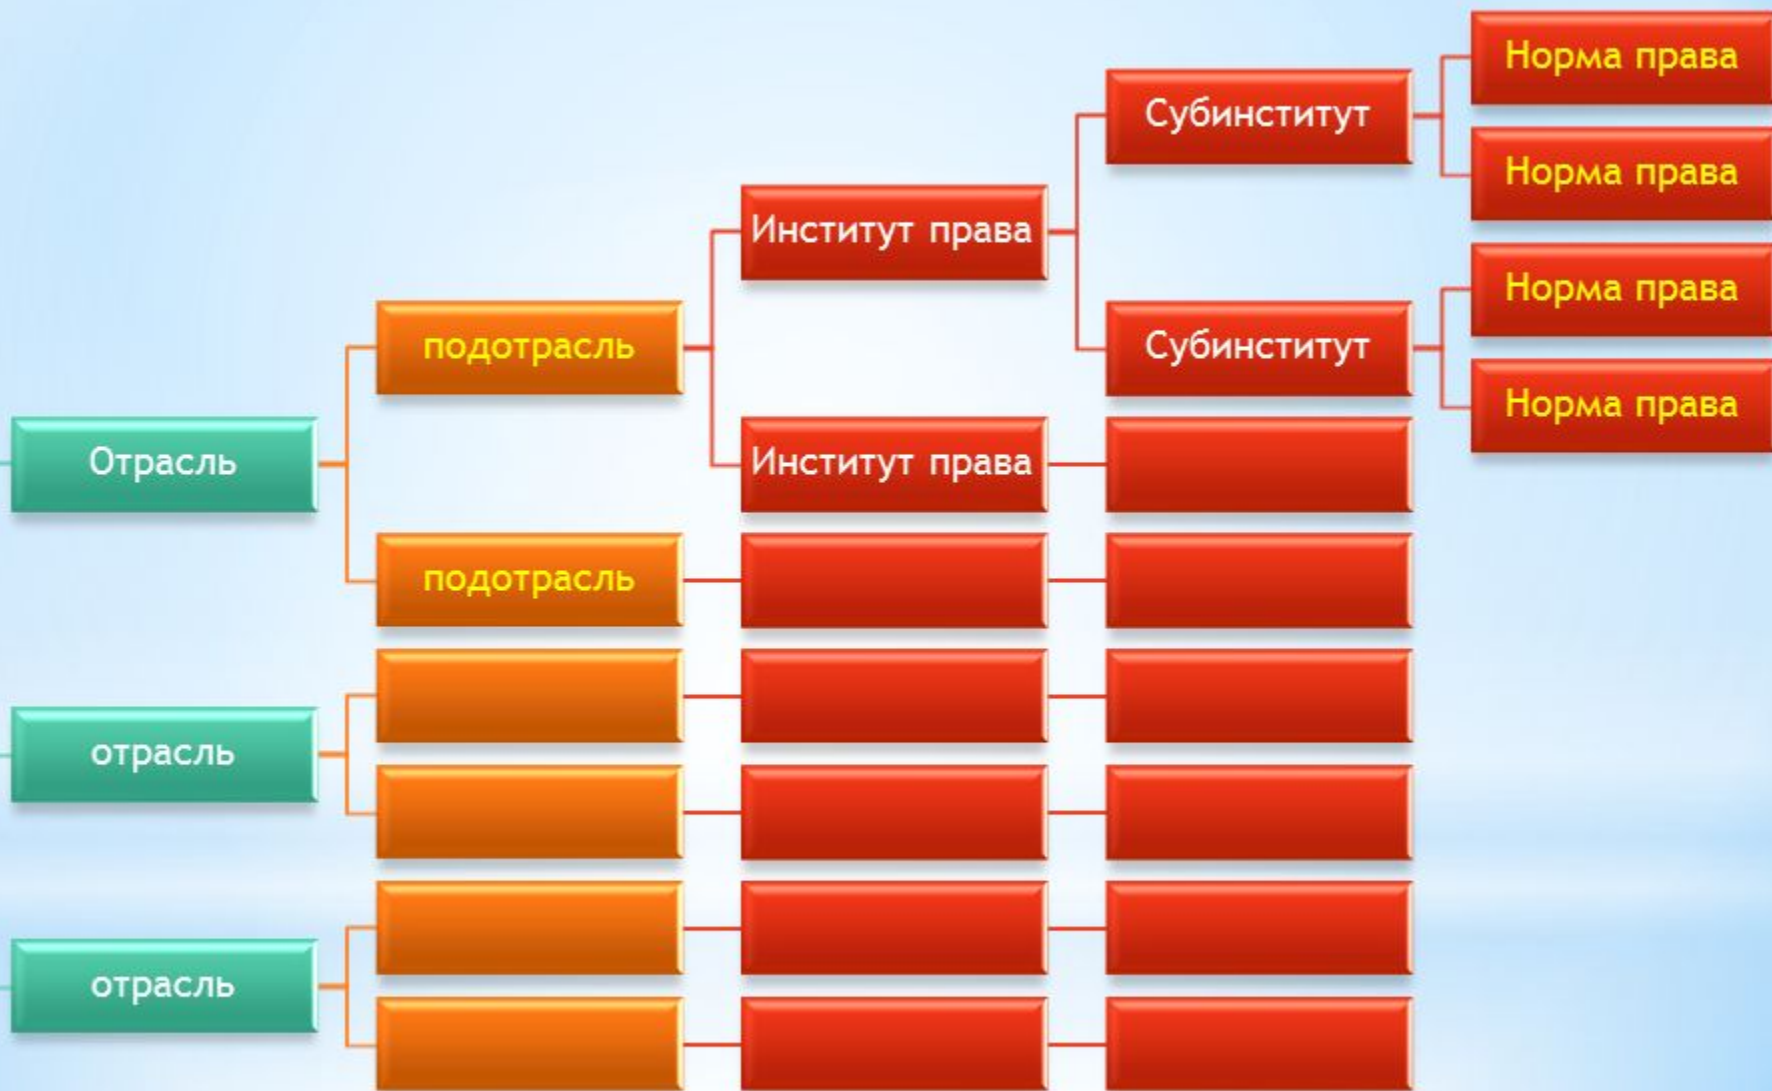 Норма права
Субинститут
Норма права
Институт права
Норма права
подотрасль
Субинститут
Норма права
Отрасль
Институт права
подотрасль
отрасль
отрасль